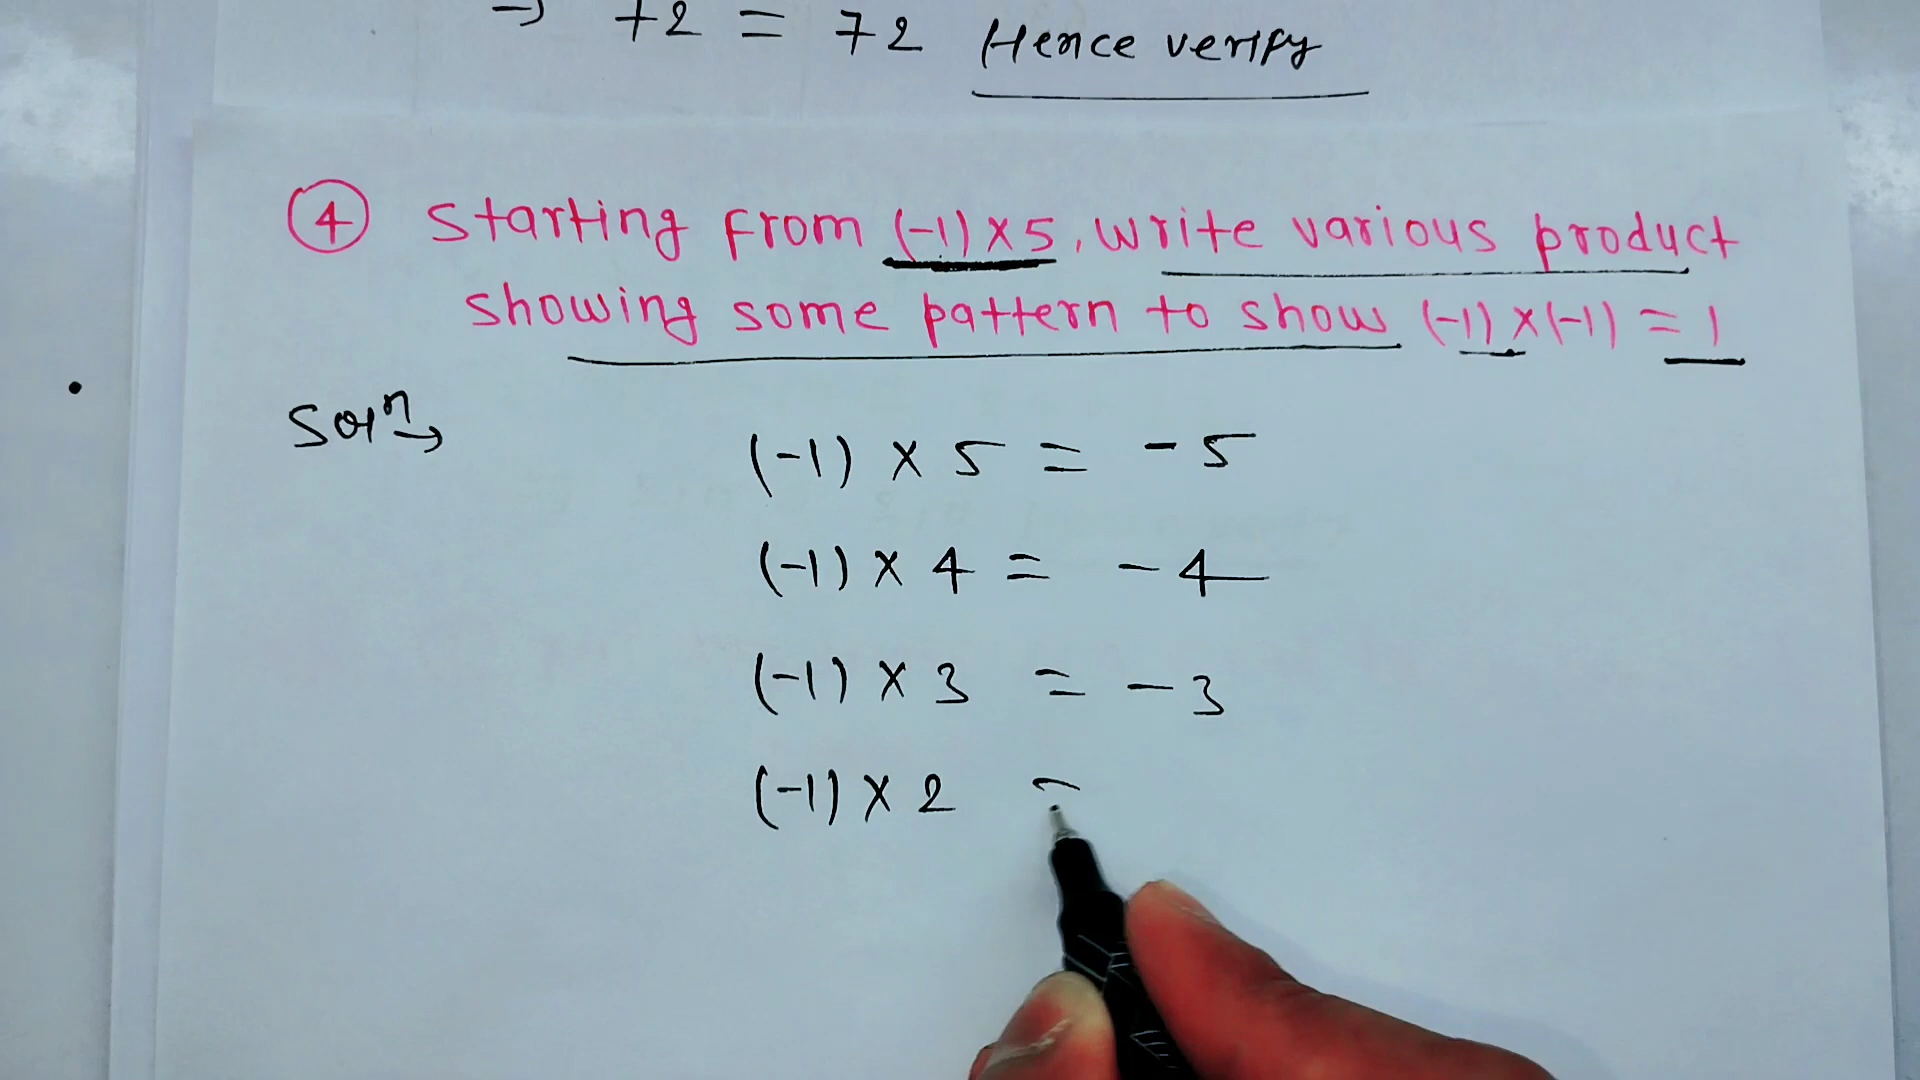 → 72 = 72 Hence verify
4 Starting from (-1)×5, write various product
showing some pattern to show (-1)×(-1) = 1
Solⁿ→
(-1) × 5 = -5
(-1) × 4 = -4
(-1) × 3 = -3
(-1) × 2 =